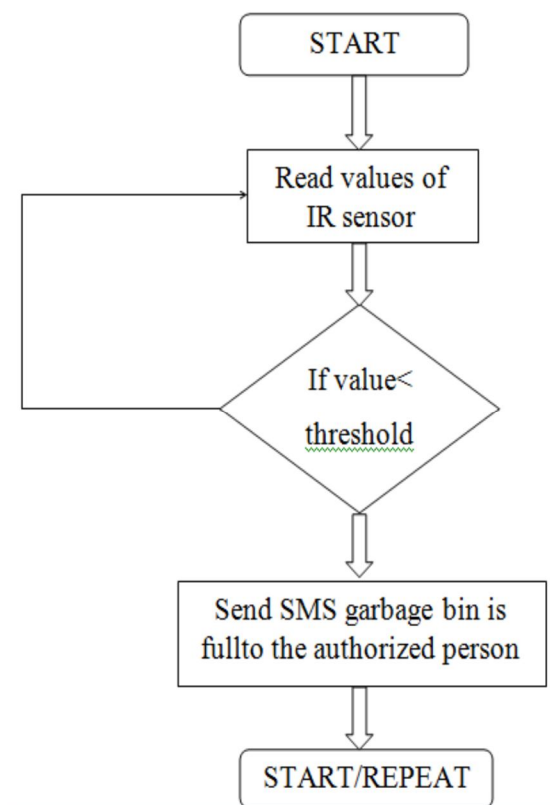 START
Read values of
IR sensor
If value<
threshold
Send SMS garbage bin is
fullto the authorized person
START/REPEAT